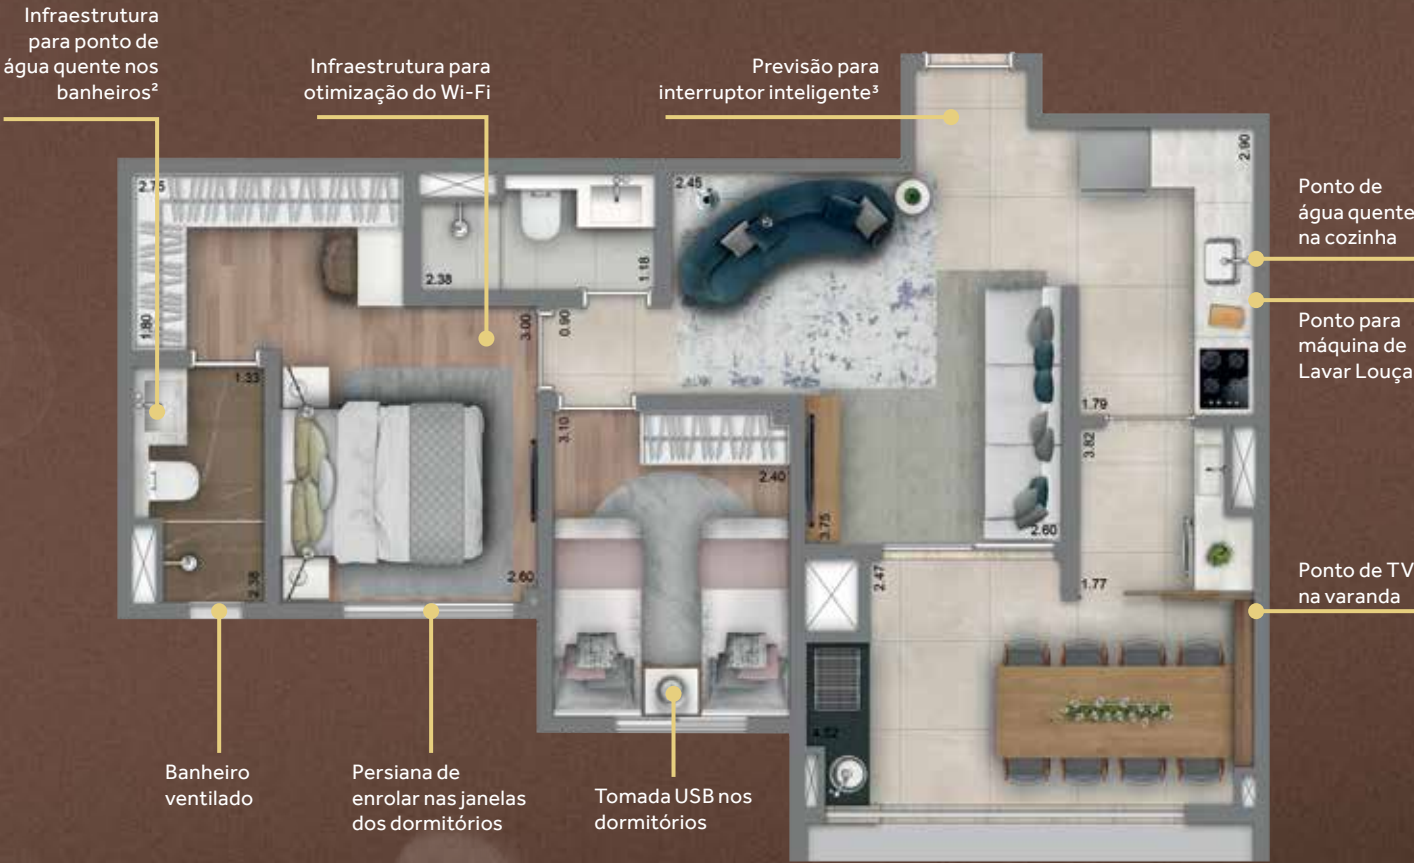 Infraestrutura
para ponto de
água quente nos
banheiros²
Infraestrutura para
otimização do Wi-Fi
Previsão para
interruptor inteligente³
Ponto de
água quente
na cozinha
Ponto para
máquina de
Lavar Louça
Ponto de TV
na varanda
Banheiro
ventilado
Persiana de
enrolar nas janelas
dos dormitórios
Tomada USB nos
dormitórios
2.75
1.80
2.38
1.18
2.45
2.90
3.00
0.90
1.33
2.38
2.60
3.10
2.40
3.75
2.60
1.79
3.82
1.77
2.47
4.52